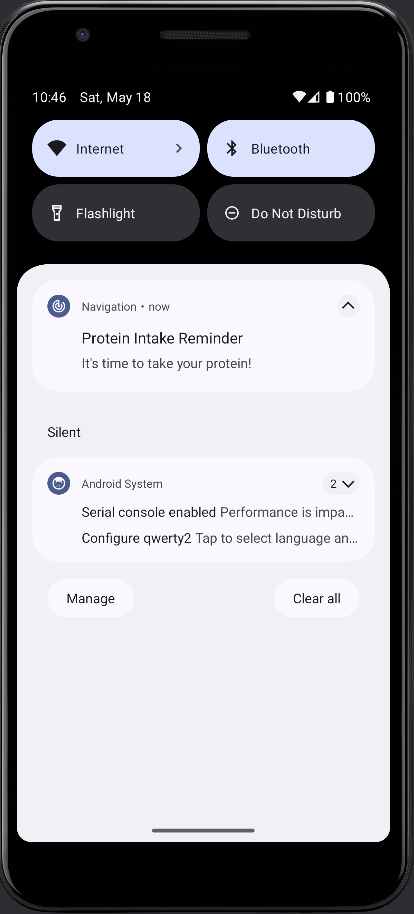 10:46 Sat, May 18 100%
Internet Bluetooth
Flashlight Do Not Disturb
Navigation • now
Protein Intake Reminder
It's time to take your protein!
Silent
Android System 2
Serial console enabled Performance is impa...
Configure qwerty2 Tap to select language an...
Manage Clear all